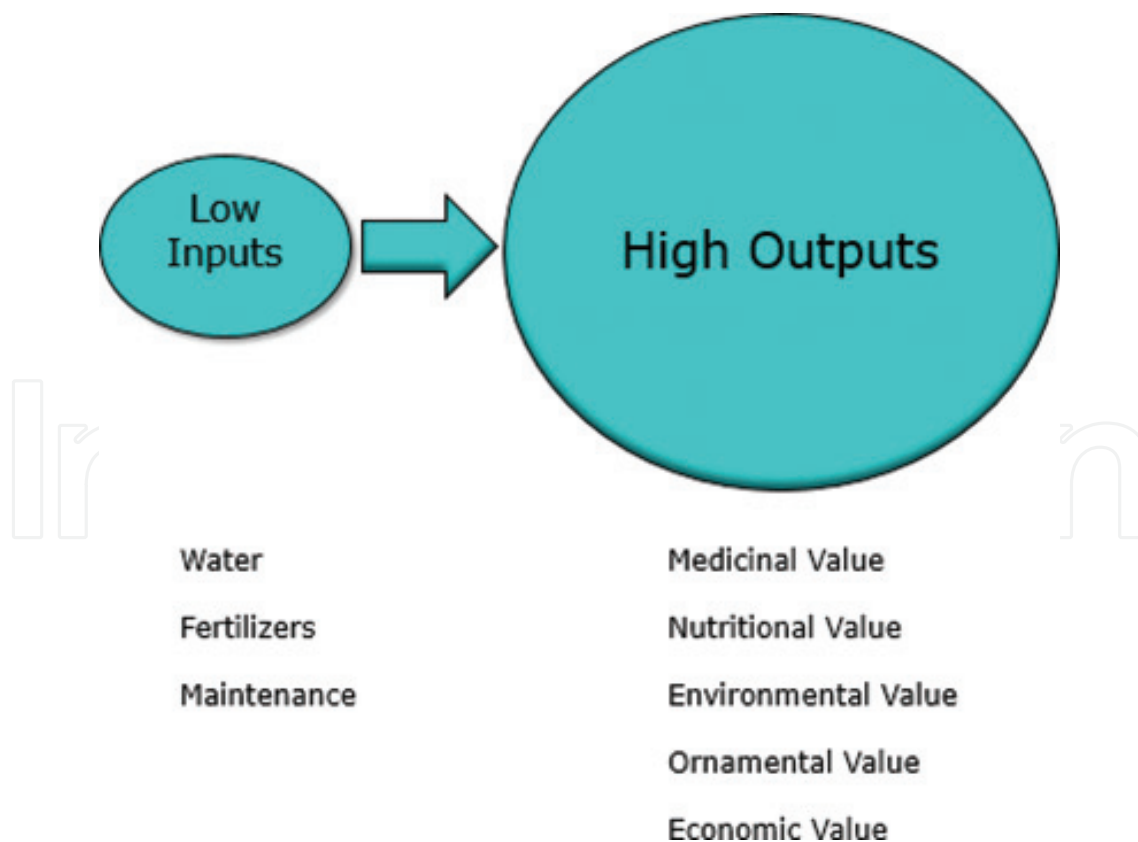 Low
Inputs
High Outputs
Water
Fertilizers
Maintenance
Medicinal Value
Nutritional Value
Environmental Value
Ornamental Value
Economic Value